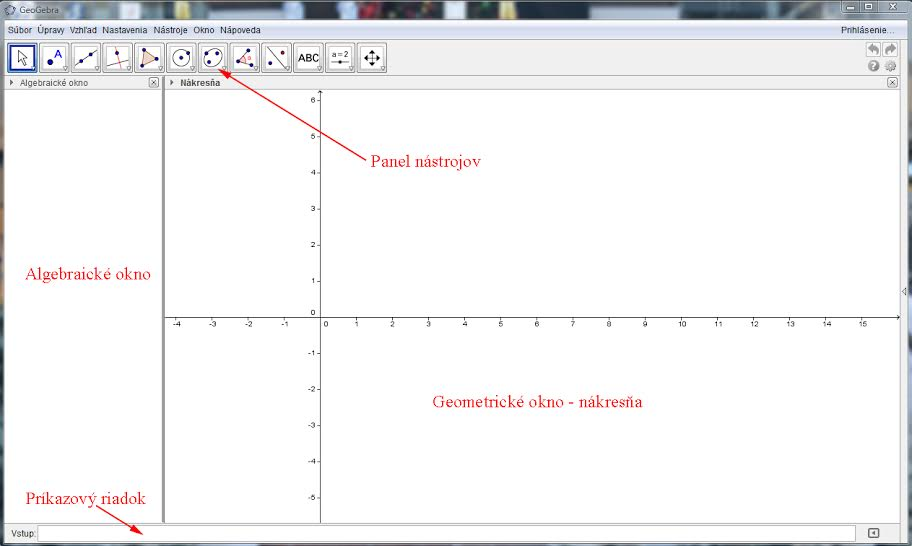 GeoGebra
Súbor Úpravy Vzhľad Nastavenia Nástroje Okno Nápoveda Prihlásenie...
A ABC a=2
Algebraické okno Nákresňa
Panel nástrojov
Algebraické okno
6
5
4
3
2
1
0
-4 -3 -2 -1 0 1 2 3 4 5 6 7 8 9 10 11 12 13 14 15
-1
-2
-3
-4
-5
Geometrické okno - nákresňa
Príkazový riadok
Vstup: